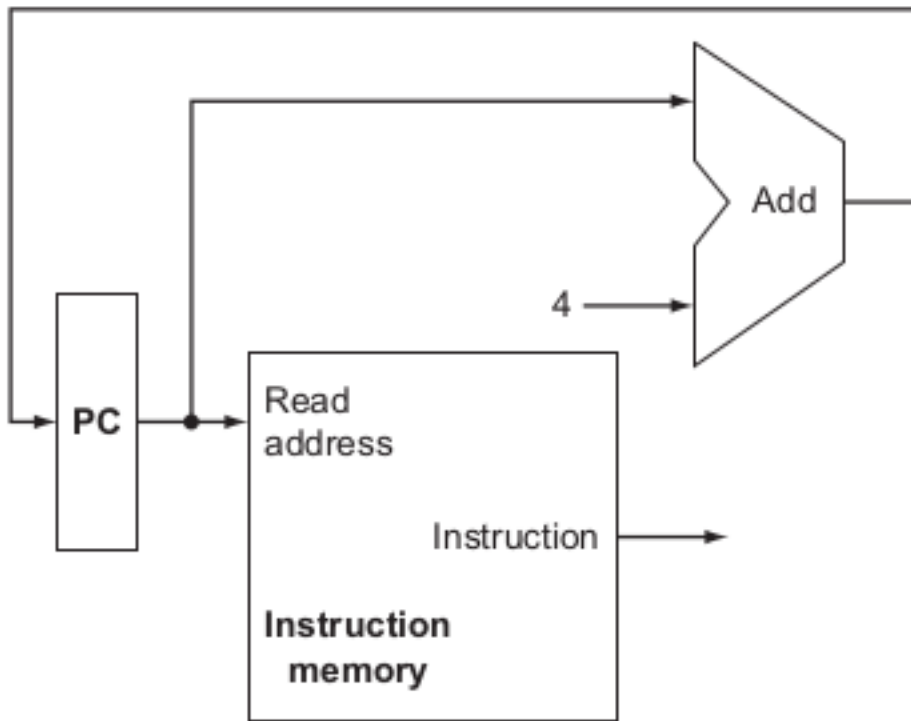 Add
4
PC
Read
address
Instruction
Instruction
memory